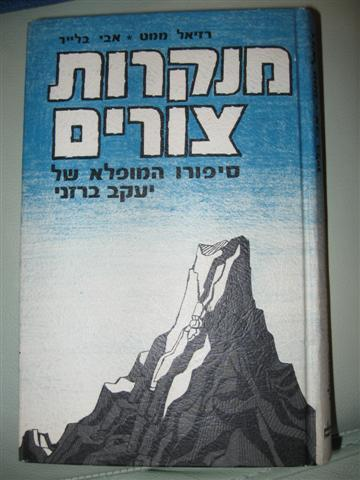 רזיאל ממט * אבי בלייר
מנקרות
צורים
סיפורו המופלא של
יעקב ברזני